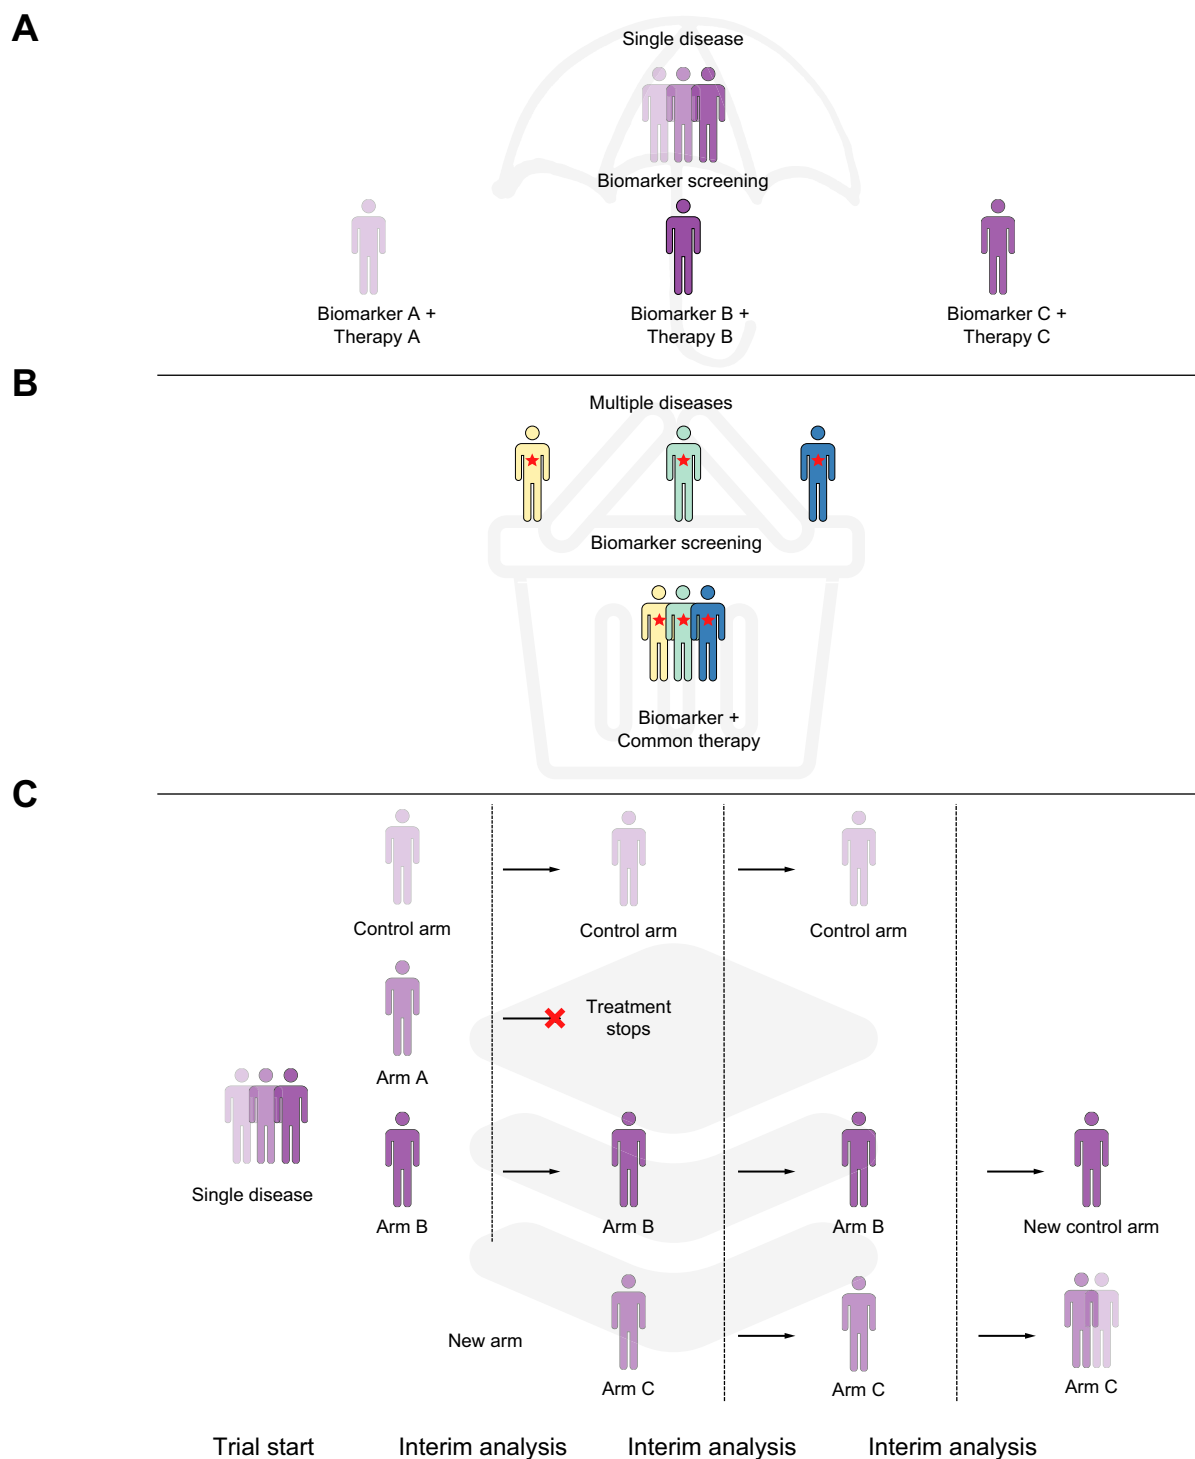 A
Single disease
Biomarker screening
Biomarker A +
Therapy A
Biomarker B +
Therapy B
Biomarker C +
Therapy C
B
Multiple diseases
Biomarker screening
Biomarker +
Common therapy
C
Control arm
Control arm
Control arm
Treatment
stops
Arm A
Single disease
Arm B
Arm B
Arm B
New control arm
New arm
Arm C
Arm C
Arm C
Trial start
Interim analysis
Interim analysis
Interim analysis